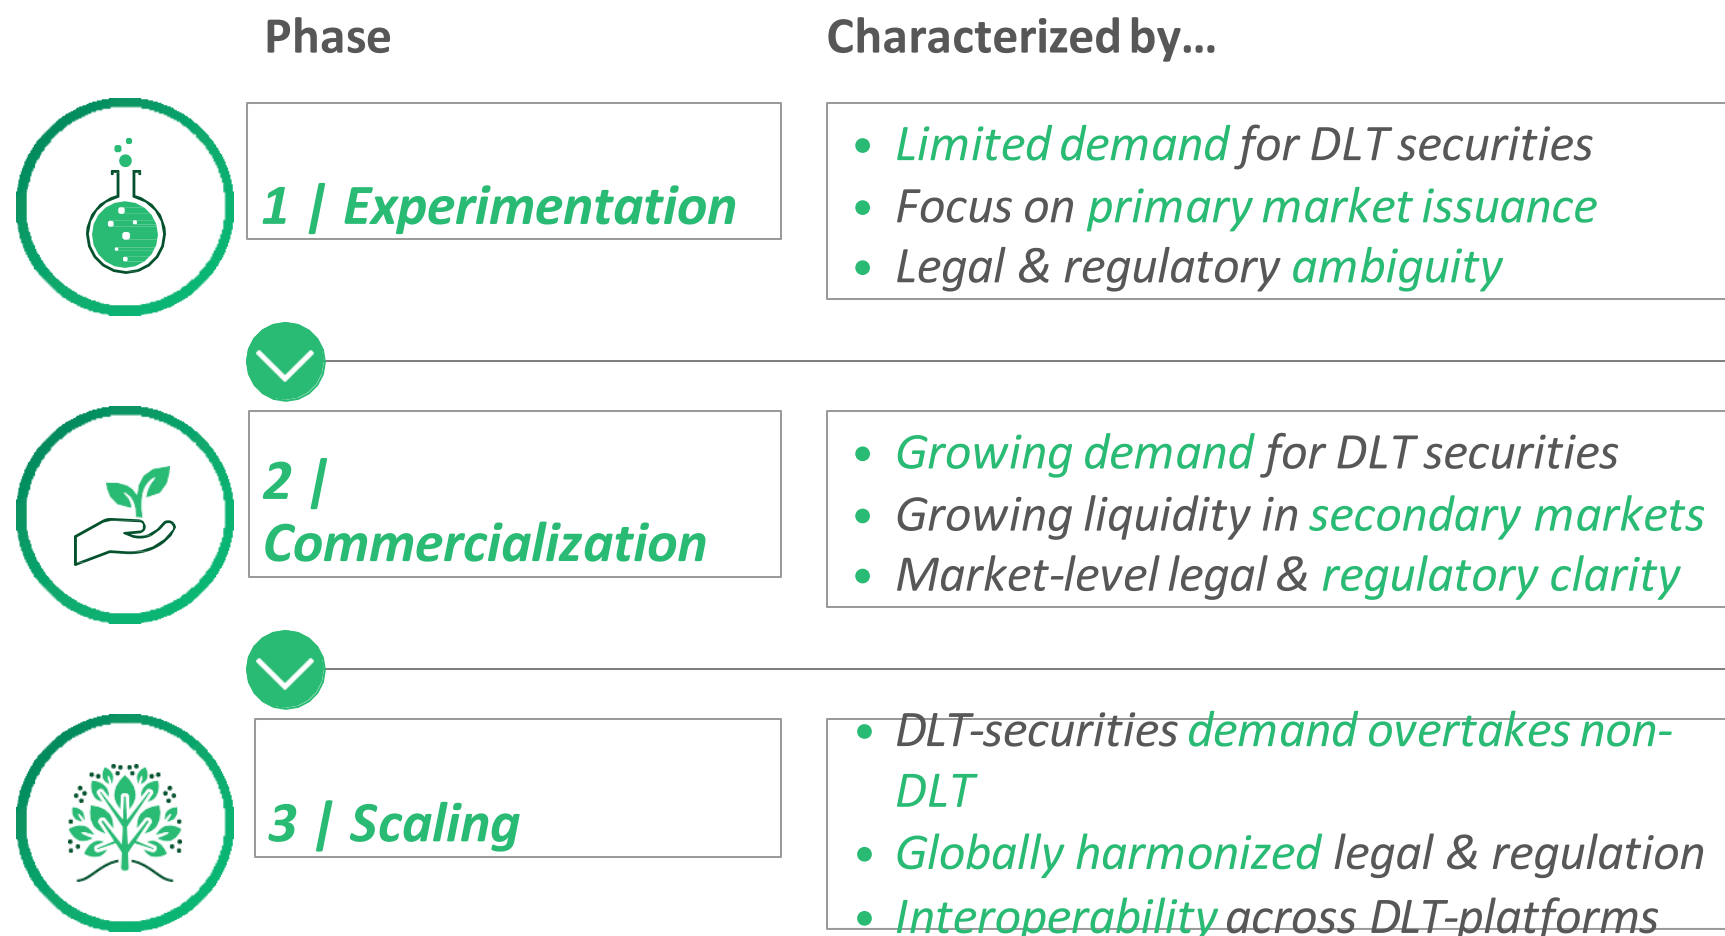 Phase
Characterized by...
1 | Experimentation
• Limited demand for DLT securities
• Focus on primary market issuance
• Legal & regulatory ambiguity
2 |
Commercialization
• Growing demand for DLT securities
• Growing liquidity in secondary markets
• Market-level legal & regulatory clarity
3 | Scaling
• DLT-securities demand overtakes non-
DLT
• Globally harmonized legal & regulation
• Interoperability across DLT-platforms